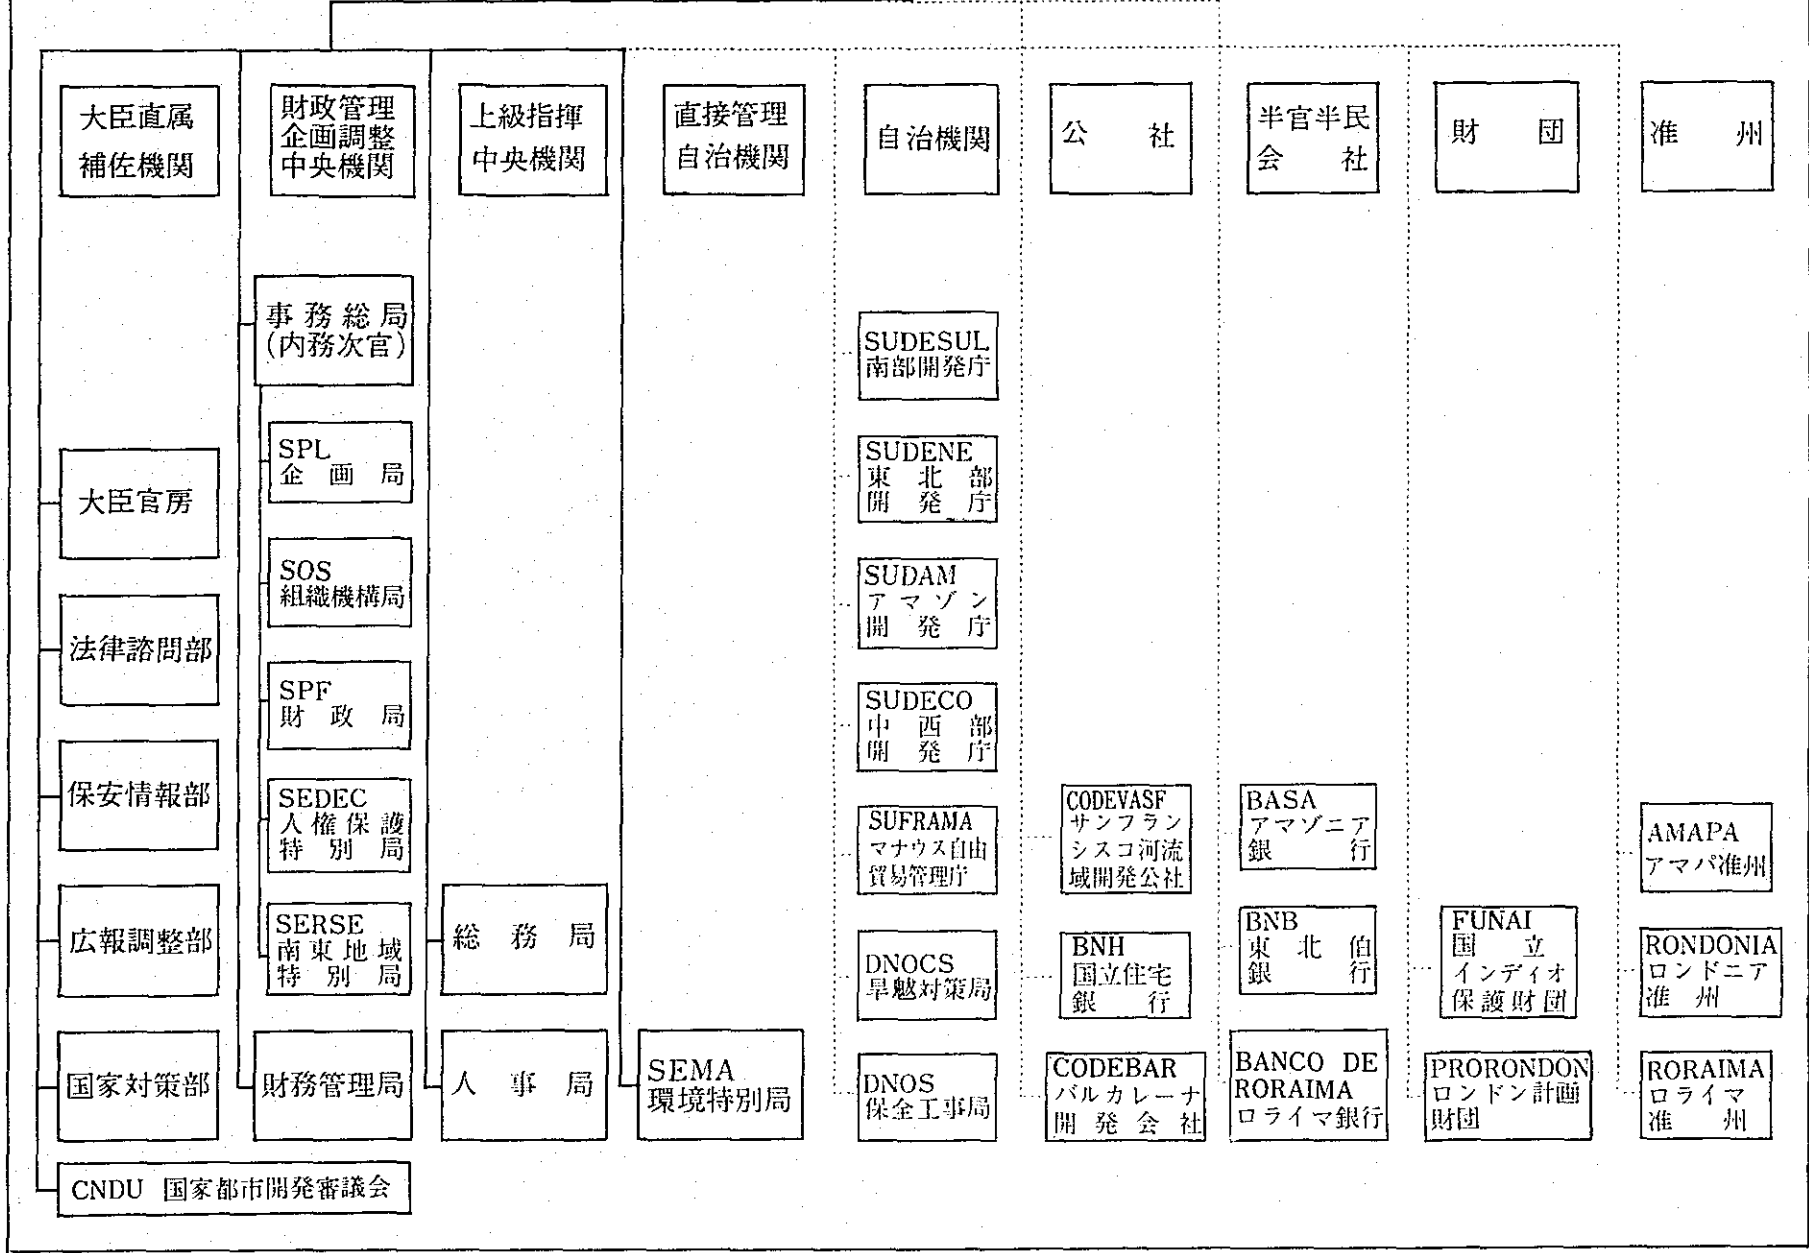 大臣直属
補佐機関
財政管理
企画調整
中央機関
上級指揮
中央機関
直接管理
自治機関
自治機関
公社
半官半民
会社
財団
准州
大臣官房
法律諮問部
保安情報部
広報調整部
国家対策部
CNDU 国家都市開発審議会
事務総局
(内務次官)
SPL
企画局
SOS
組織機構局
SPF
財政局
SEDEC
人権保護
特別局
SERSE
南東地域
特別局
財務管理局
総務局
人事局
SEMA
環境特別局
SUDESUL
南部開発庁
SUDENE
東北部
開発庁
SUDAM
アマゾン
開発庁
SUDECO
中西部
開発庁
SUFRAMA
マナウス自由
貿易管理庁
DNOCS
旱魃対策局
DNOS
保全工事局
CODEVASF
サンフラン
シスコ河流
域開発公社
BNH
国立住宅
銀行
CODEBAR
バルカレーナ
開発会社
BASA
アマゾニア
銀行
BNB
東北伯
銀行
BANCO DE
RORAIMA
ロライマ銀行
FUNAI
国立
インディオ
保護財団
PRORONDON
ロンドン計画
財団
AMAPA
アマパ准州
RONDONIA
ロンドニア
准州
RORAIMA
ロライマ
准州